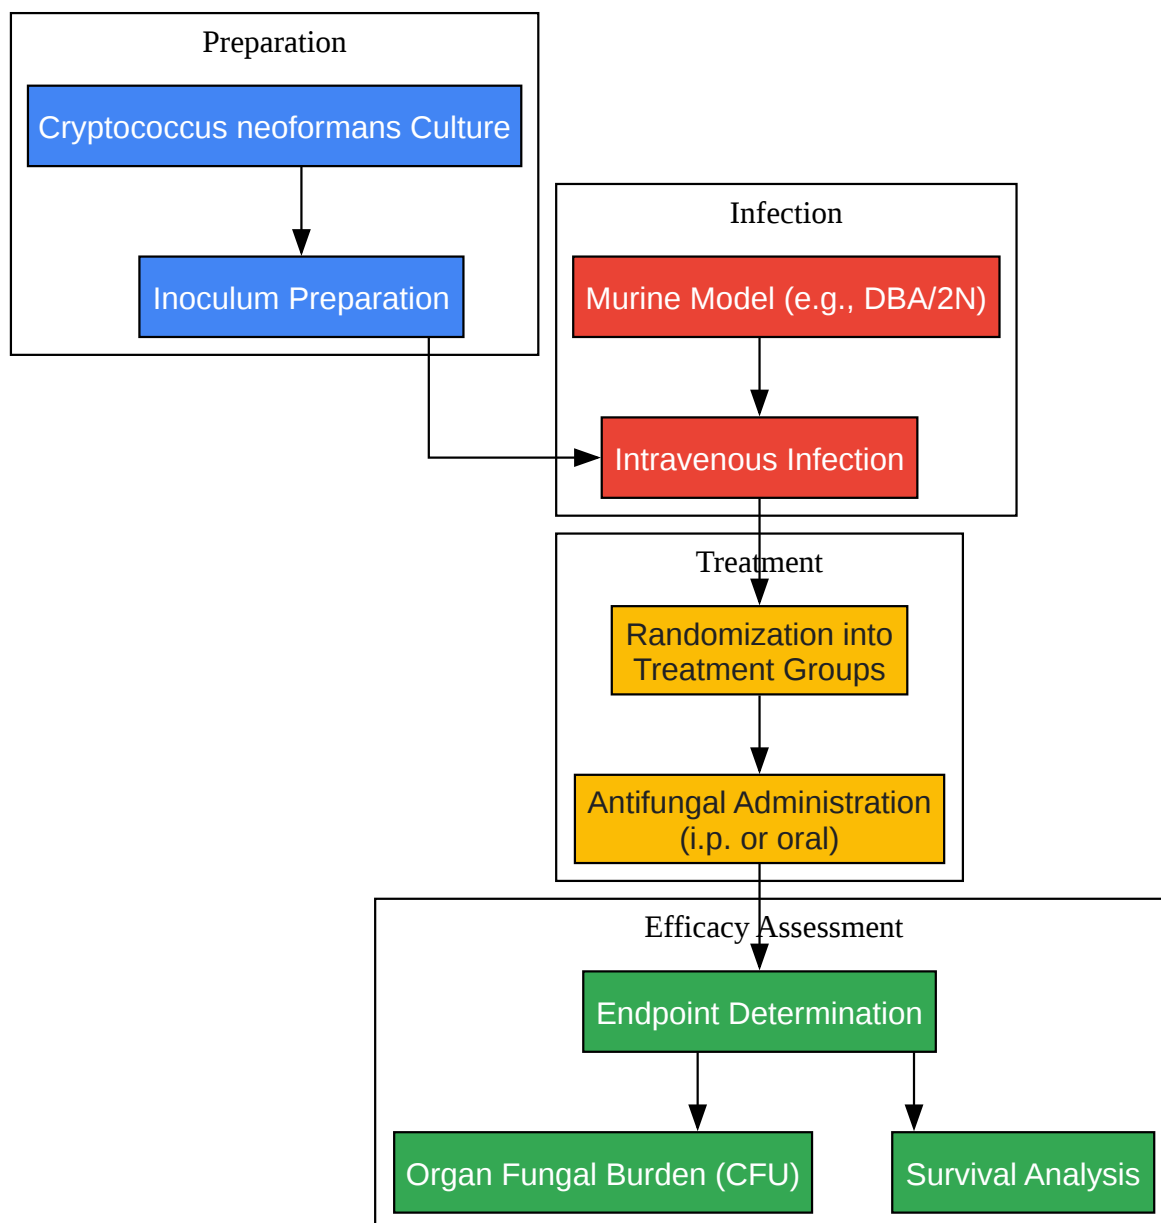 Preparation
Cryptococcus neoformans Culture
Inoculum Preparation
Infection
Murine Model (e.g., DBA/2N)
Intravenous Infection
Treatment
Randomization into
Treatment Groups
Antifungal Administration
(i.p. or oral)
Efficacy Assessment
Endpoint Determination
Organ Fungal Burden (CFU)
Survival Analysis